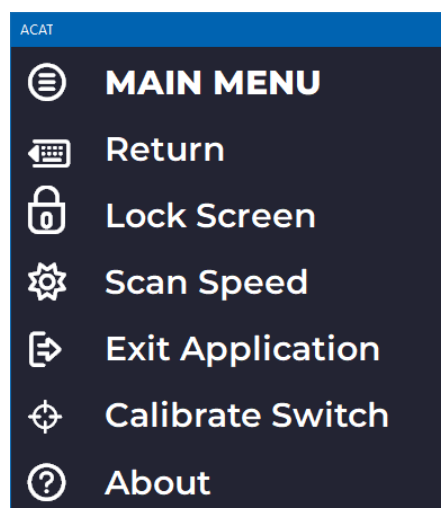 ACAT
MAIN MENU
Return
Lock Screen
Scan Speed
Exit Application
Calibrate Switch
About